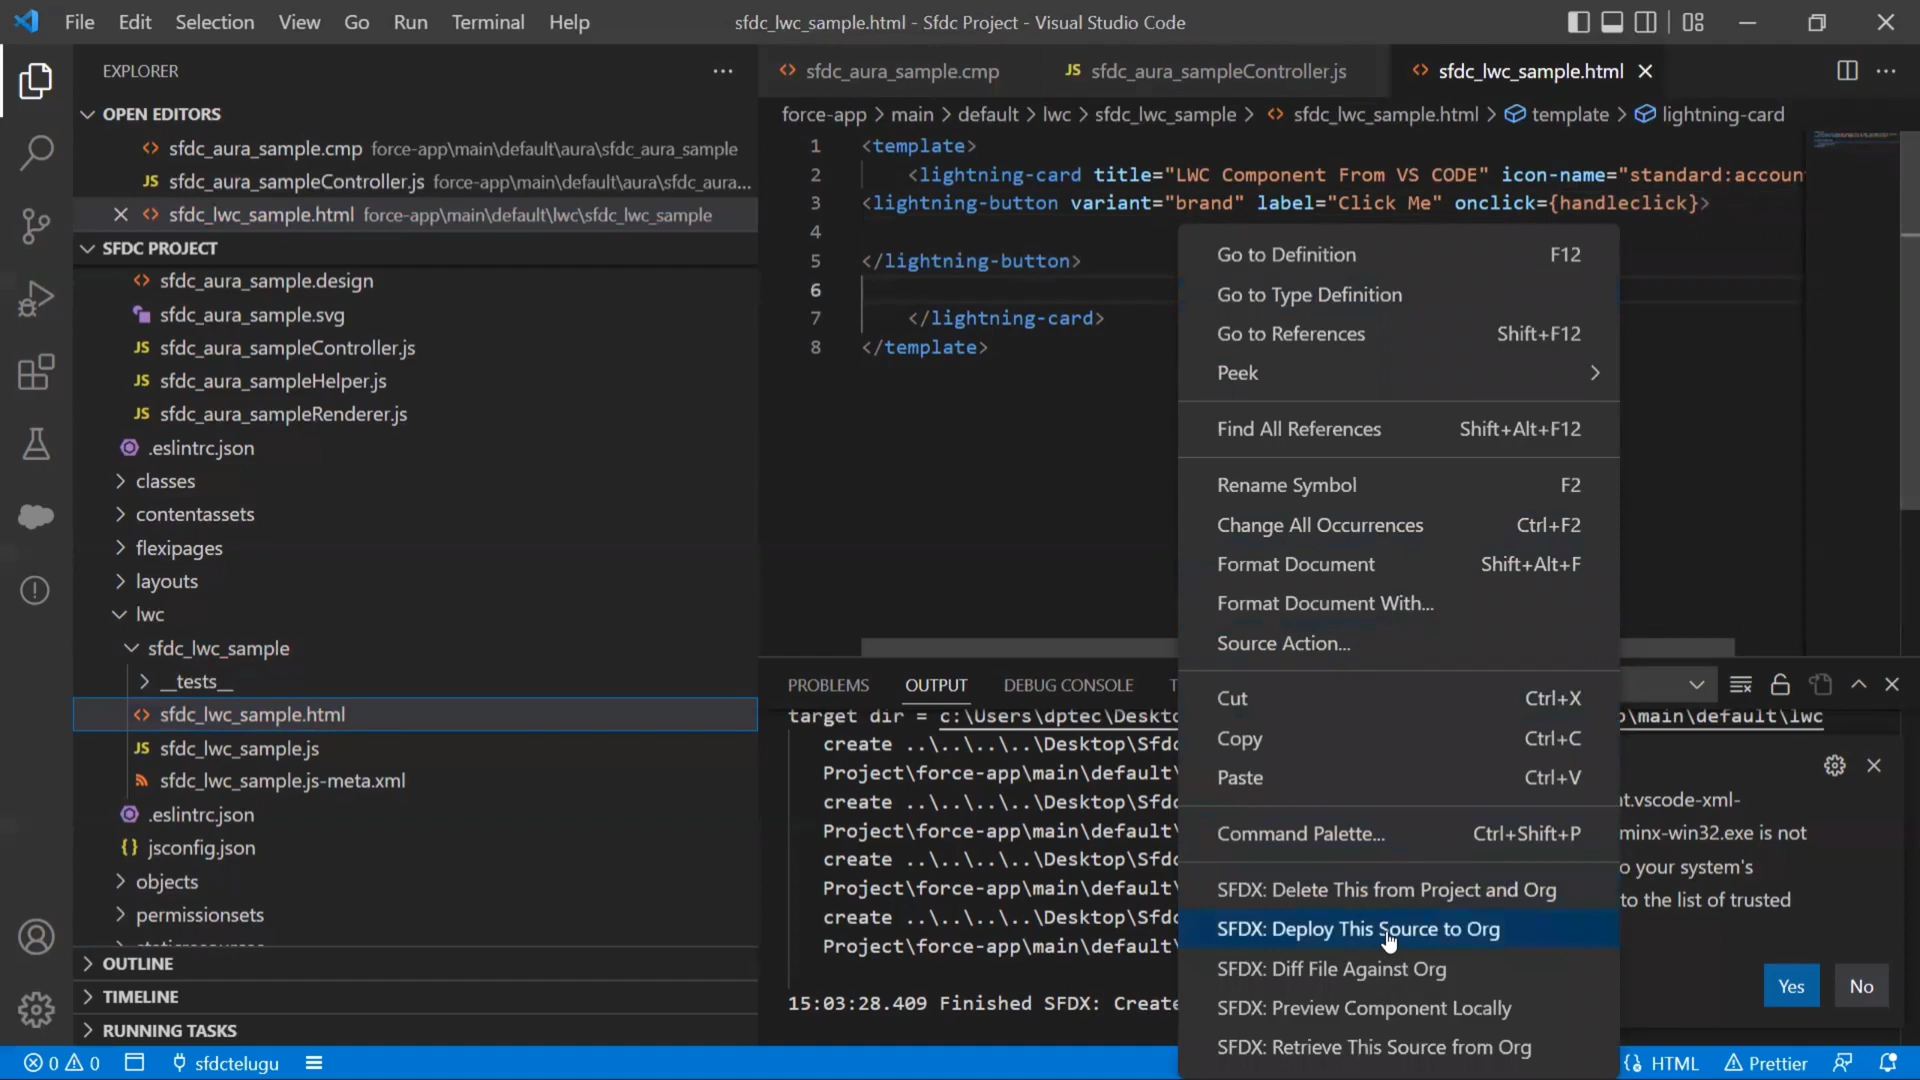 File Edit Selection View Go Run Terminal Help
sfdc_lwc_sample.html - Sfdc Project - Visual Studio Code
EXPLORER
OPEN EDITORS
sfdc_aura_sample.cmp force-app\main\default\aura\sfdc_aura_sample
JS sfdc_aura_sampleController.js force-app\main\default\aura\sfdc_aura...
sfdc_lwc_sample.html force-app\main\default\lwc\sfdc_lwc_sample
SFDC PROJECT
sfdc_aura_sample.design
sfdc_aura_sample.svg
JS sfdc_aura_sampleController.js
JS sfdc_aura_sampleHelper.js
JS sfdc_aura_sampleRenderer.js
.eslintrc.json
classes
contentassets
flexipages
layouts
lwc
sfdc_lwc_sample
__tests__
sfdc_lwc_sample.html
JS sfdc_lwc_sample.js
sfdc_lwc_sample.js-meta.xml
.eslintrc.json
{} jsconfig.json
objects
permissionsets
OUTLINE
TIMELINE
RUNNING TASKS
sfdc_aura_sample.cmp
JS sfdc_aura_sampleController.js
sfdc_lwc_sample.html
force-app > main > default > lwc > sfdc_lwc_sample > sfdc_lwc_sample.html > template > lightning-card
1 <template>
2 <lightning-card title="LWC Component From VS CODE" icon-name="standard:accoun
3 <lightning-button variant="brand" label="Click Me" onclick={handleclick}>
4
5 </lightning-button>
6
7 </lightning-card>
8 </template>
Go to Definition F12
Go to Type Definition
Go to References Shift+F12
Peek
Find All References Shift+Alt+F12
Rename Symbol F2
Change All Occurrences Ctrl+F2
Format Document Shift+Alt+F
Format Document With...
Source Action...
Cut Ctrl+X
Copy Ctrl+C
Paste Ctrl+V
Command Palette... Ctrl+Shift+P
SFDX: Delete This from Project and Org
SFDX: Deploy This Source to Org
SFDX: Diff File Against Org
SFDX: Preview Component Locally
SFDX: Retrieve This Source from Org
PROBLEMS OUTPUT DEBUG CONSOLE T
target dir = c:\Users\dptec\Deskto p\main\default\lwc
create ..\..\..\..\Desktop\Sfdc
Project\force-app\main\default\
create ..\..\..\..\Desktop\Sfdc
Project\force-app\main\default\
create ..\..\..\..\Desktop\Sfdc
Project\force-app\main\default\
create ..\..\..\..\Desktop\Sfdc
Project\force-app\main\default\
15:03:28.409 Finished SFDX: Create
t.vscode-xml-
minx-win32.exe is not
o your system's
to the list of trusted
Yes No
0 0 sfdctelugu
HTML Prettier